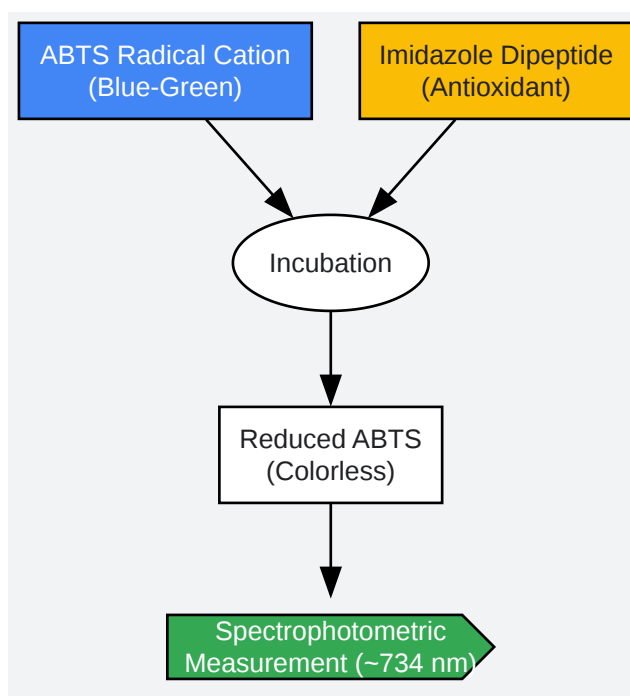 ABTS Radical Cation
(Blue-Green)
Imidazole Dipeptide
(Antioxidant)
Incubation
Reduced ABTS
(Colorless)
Spectrophotometric
Measurement (~734 nm)